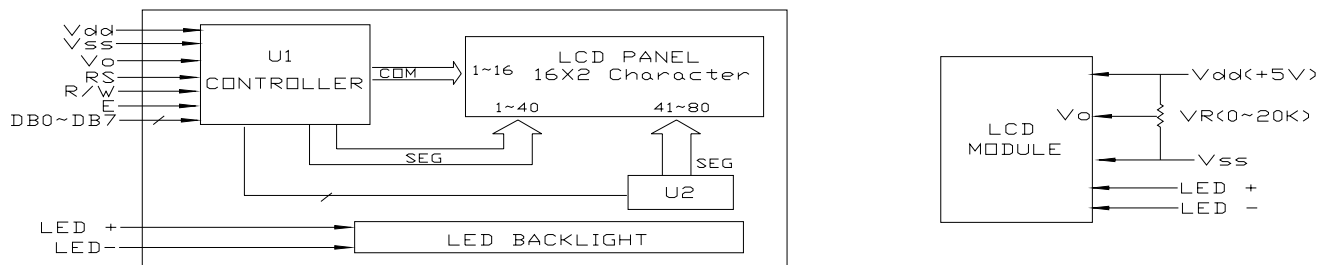 Vdd
Vss
Vo
RS
R/W
E
DB0~DB7
U1
CONTROLLER
COM
LCD PANEL
1~16
16X2 Character
1~40
41~80
SEG
SEG
U2
LED +
LED-
LED BACKLIGHT
LCD
MODULE
Vdd(+5V)
Vo
VR(0~20K)
Vss
LED +
LED -